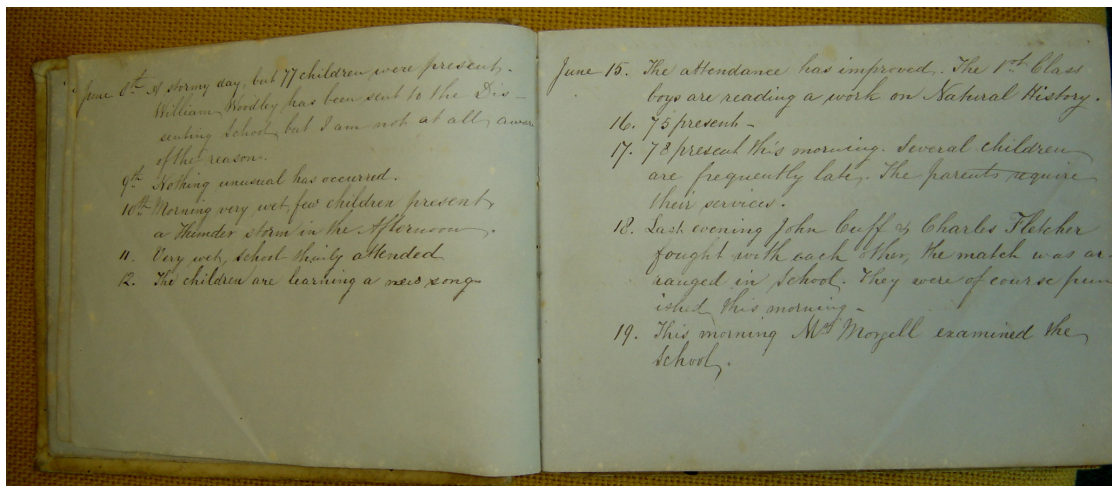 June 8th A stormy day, but 77 children were present.
William Woodley has been sent to the Dis-
senting School, but I am not at all aware
of the reason.
9th Nothing unusual has occurred.
10th Morning very wet, few children present,
a Thunder storm in the Afternoon.
11. Very wet, School thinly attended
12. The children are learning a new song
June 15. The attendance has improved. The 1st Class
boys are reading a work on Natural History.
16. 75 present-
17. 78 present this morning. Several children
are frequently late. The parents require
their services.
18. Last evening John Cuff & Charles Fletcher
fought with each other, the match was ar-
ranged in School. They were of course pun
ished this morning-
19. This morning Morzell examined the
School.